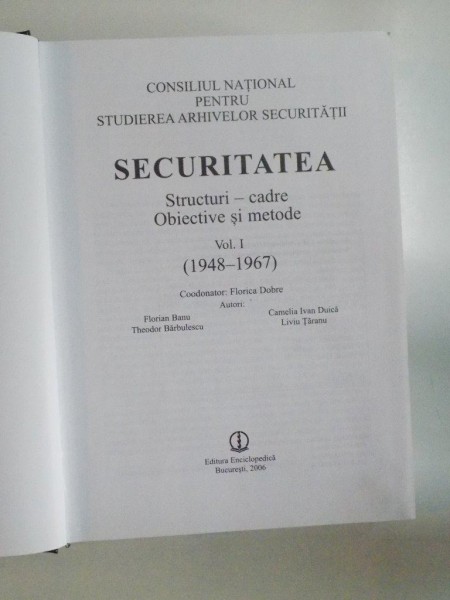 CONSILIUL NAȚIONAL
PENTRU
STUDIEREA ARHIVELOR SECURITĂȚII
SECURITATEA
Structuri – cadre
Obiective și metode
Vol. I
(1948–1967)
Coodonator: Florica Dobre
Autori:
Florian Banu
Theodor Bărbulescu
Camelia Ivan Duică
Liviu Țăranu
Editura Enciclopedică
București, 2006